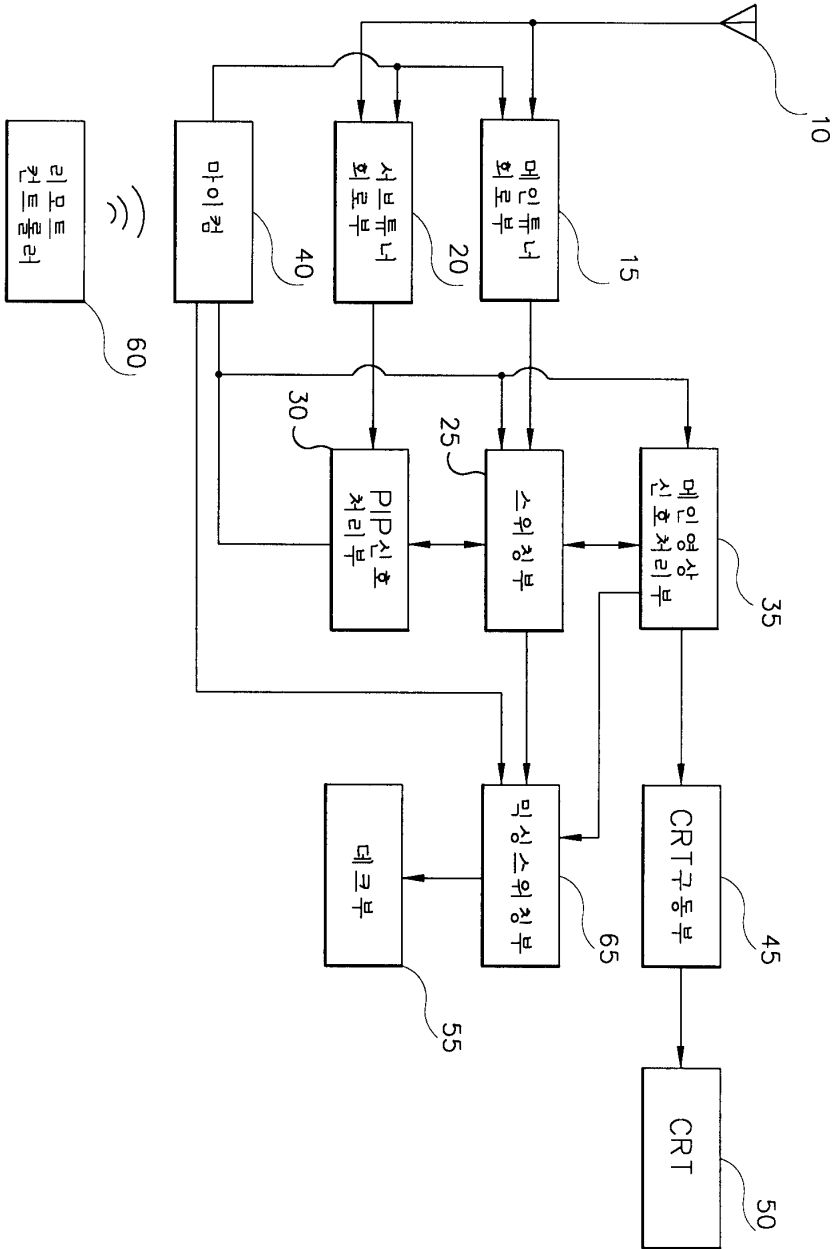 10
35
45
50
메인영상
신호처리부
CRT구동부
CRT
15
65
메인튜너
회로부
스위칭부
믹싱스위칭부
20
25
55
서브튜너
회로부
PIP신호
처리부
데크부
40
30
마이컴
60
리모트
컨트롤러